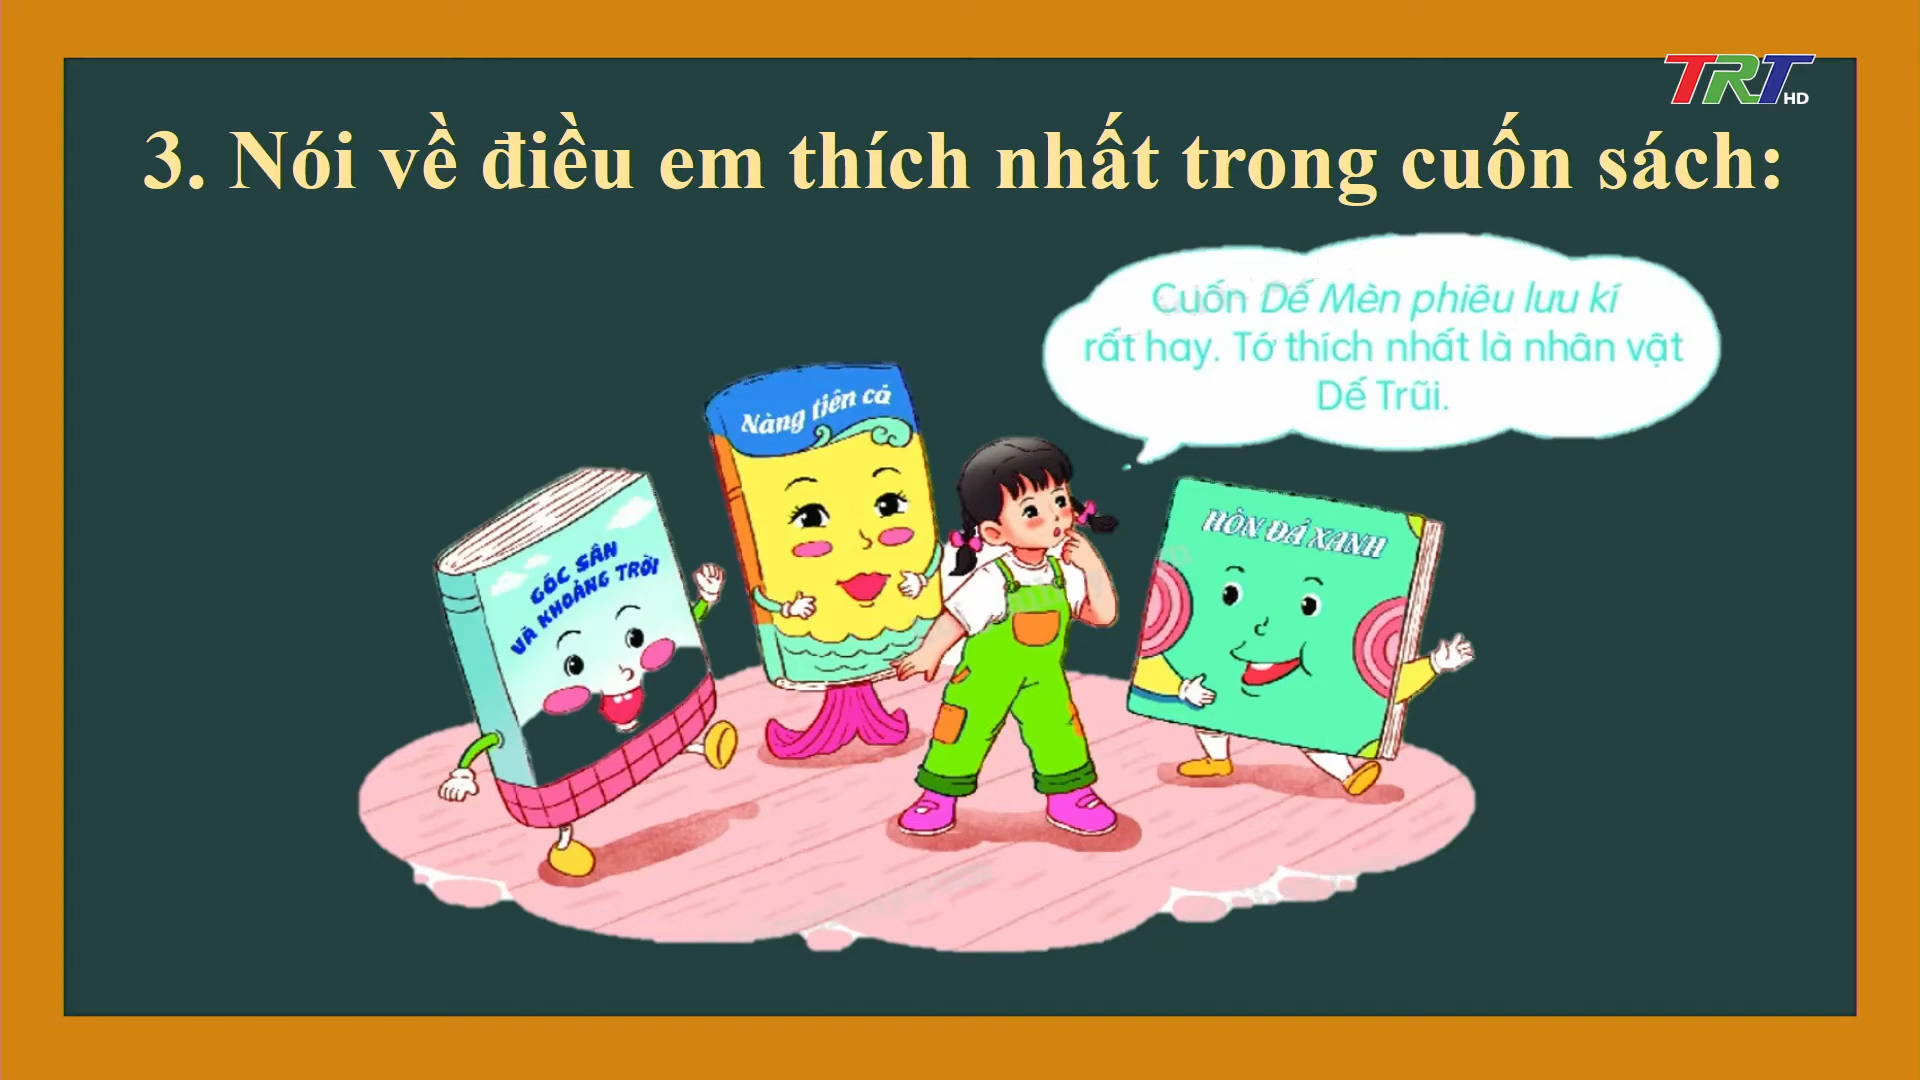 TRT HD
3. Nói về điều em thích nhất trong cuốn sách:
Cuốn Dế Mèn phiêu lưu kí
rất hay. Tớ thích nhất là nhân vật
Dế Trũi.
Nàng tiên cá
GÓC SÂN
VÀ KHOẢNG TRỜI
HÒN ĐÁ XANH